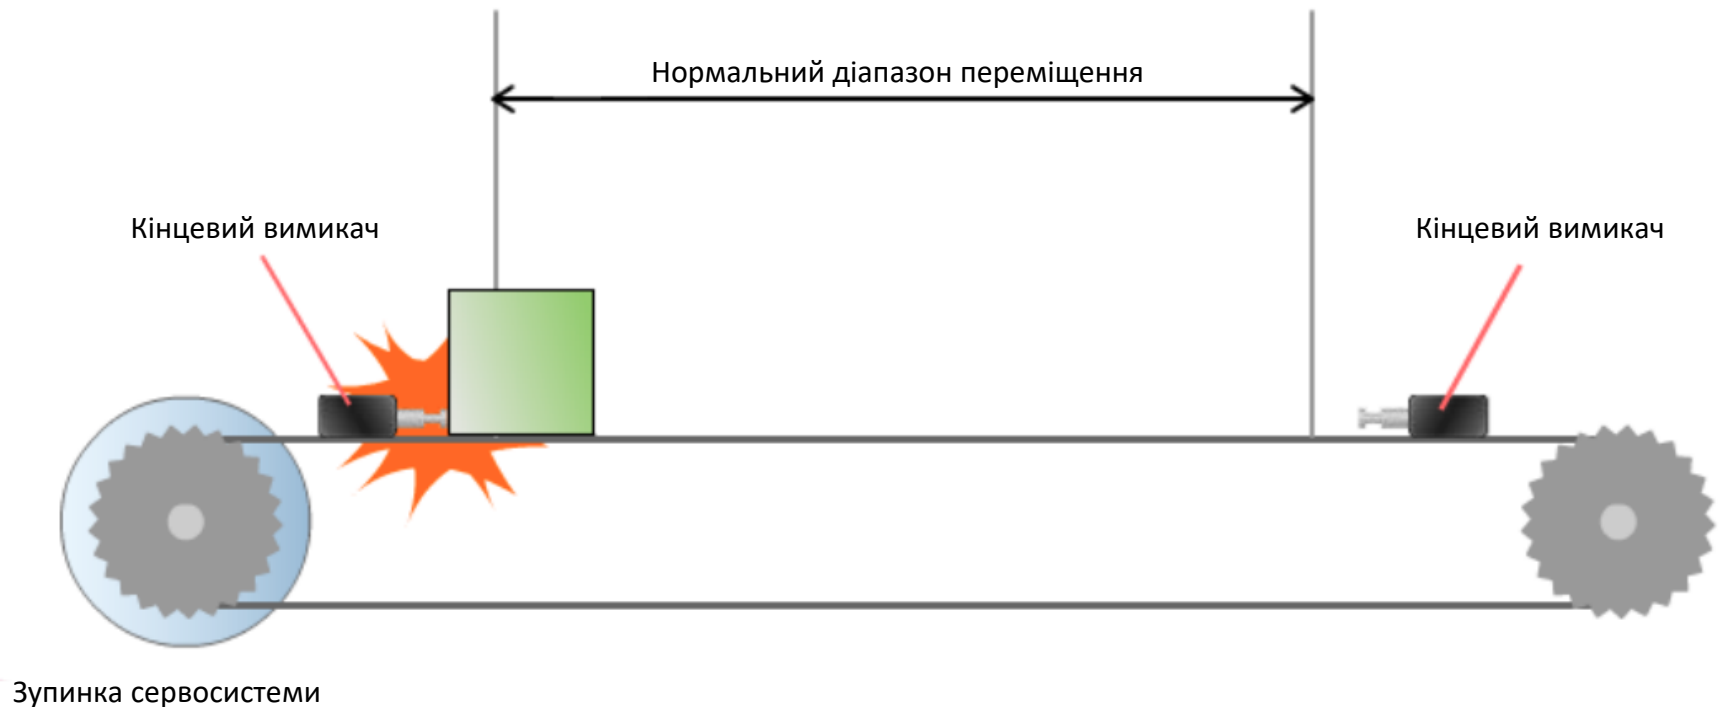 Нормальний діапазон переміщення
Кінцевий вимикач
Кінцевий вимикач
Зупинка сервосистеми